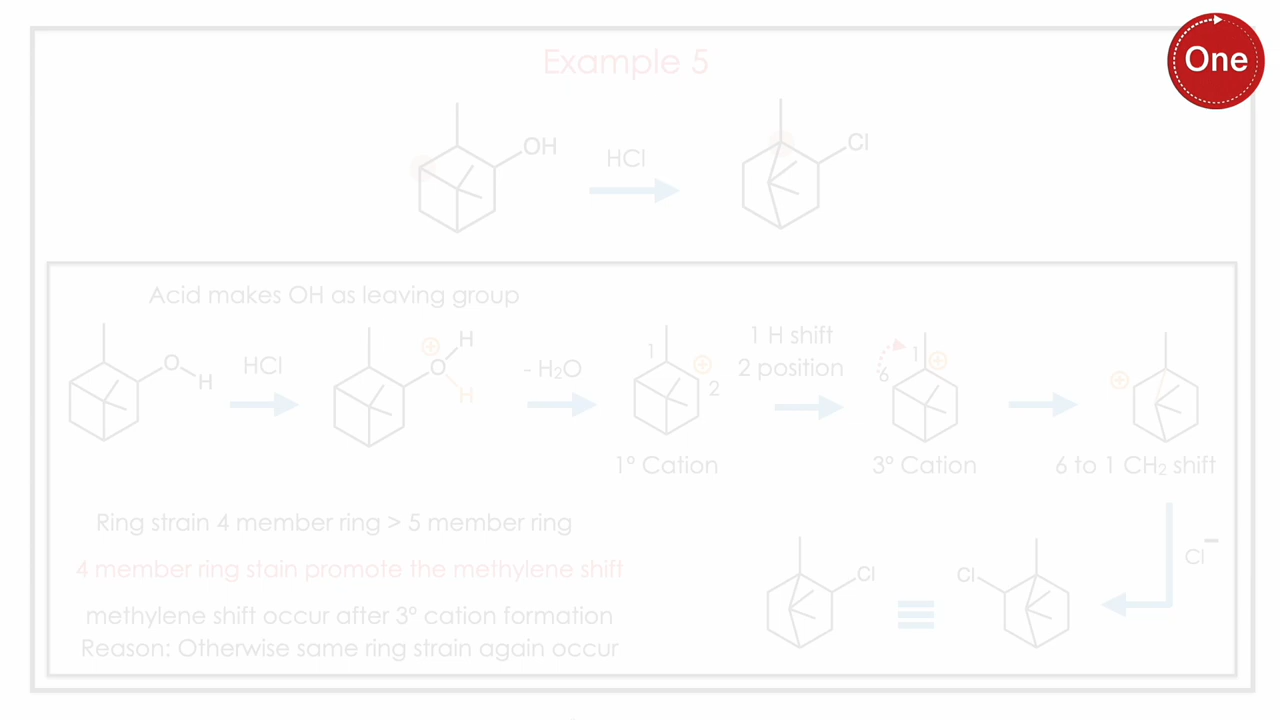 One
Example 5
OH
HCl
Cl
Acid makes OH as leaving group
O
H
HCl
⊕
H
O
H
- H₂O
1
⊕
2
1º Cation
1 H shift
2 position
6
1
⊕
3º Cation
⊕
6 to 1 CH₂ shift
Cl⁻
Ring strain 4 member ring > 5 member ring
4 member ring stain promote the methylene shift
methylene shift occur after 3º cation formation
Reason: Otherwise same ring strain again occur
Cl
≡
Cl